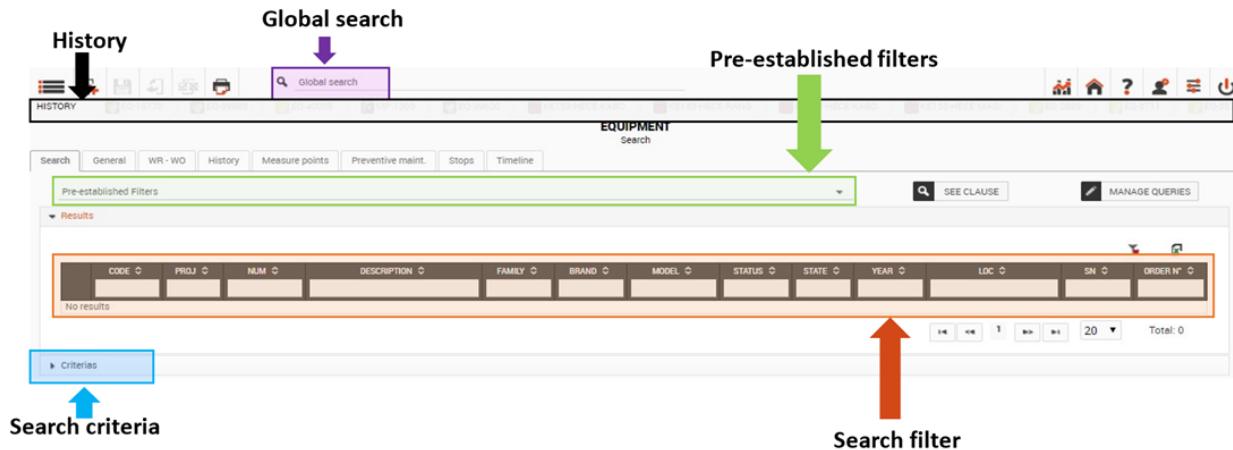 Global search
History
Pre-established filters
Global search
HISTORY
EQUIPMENT
Search
Search General WR - WO History Measure points Preventive maint. Stops Timeline
Pre-established Filters SEE CLAUSE MANAGE QUERIES
Results
CODE PROJ NUM DESCRIPTION FAMILY BRAND MODEL STATUS STATE YEAR LOC SN ORDER N°
No results
1 20 Total: 0
Criterias
Search criteria
Search filter